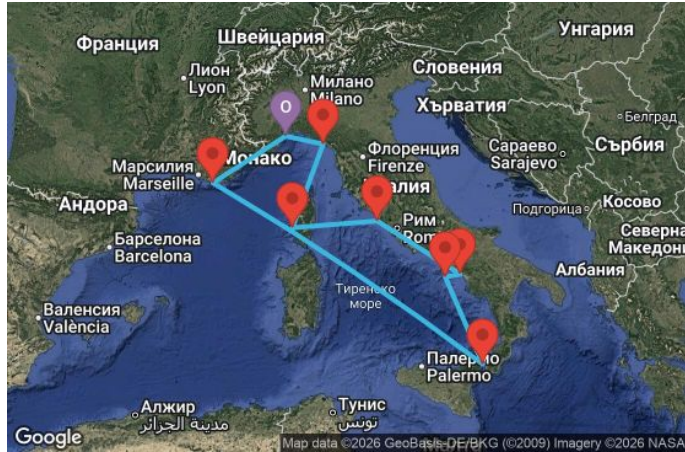 Унгария
Швейцария
Франция
Словения
Лион
Lyon
Милано
Milano
O
Хърватия
Белград
Сараево
Sarajevo
Сърбия
Флоренция
Firenze
Монако
Марсилия
Marseille
Андора
Рим
Подгорица
Косово
Барселона
Barcelona
Северна
Македони
Албания
Тиренско
море
Валенсия
València
Палермо
Palermo
Алжир
مدينة الجزائر
Тунис
تونس
Google
Map data ©2026 GeoBasis-DE/BKG (©2009) Imagery ©2026 NASA